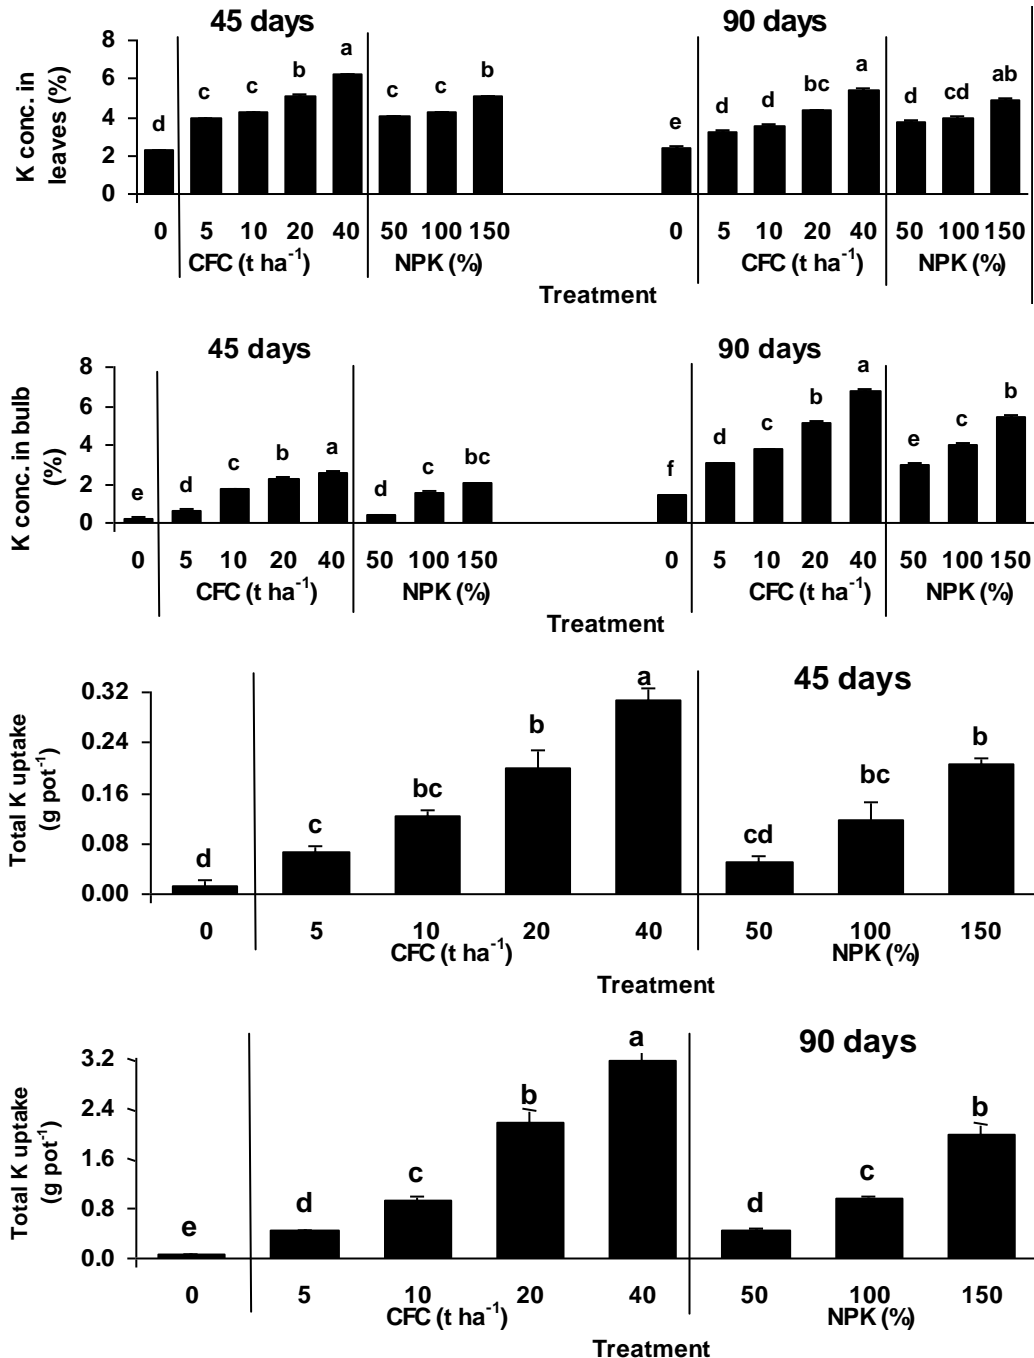 45 days 90 days
K conc. in leaves (%)
8
6
4
2
0
d c c b a c c b e d d bc a d cd ab
0 5 10 20 40 50 100 150 0 5 10 20 40 50 100 150
CFC (t ha⁻¹) NPK (%) CFC (t ha⁻¹) NPK (%)
Treatment
45 days 90 days
K conc. in bulb (%)
8
6
4
2
0
e d c b a d c bc f d c b a e c b
0 5 10 20 40 50 100 150 0 5 10 20 40 50 100 150
CFC (t ha⁻¹) NPK (%) CFC (t ha⁻¹) NPK (%)
Treatment
45 days
Total K uptake
(g pot⁻¹)
0.32
0.24
0.16
0.08
0.00
d c bc b a cd bc b
0 5 10 20 40 50 100 150
CFC (t ha⁻¹) NPK (%)
Treatment
90 days
Total K uptake
(g pot⁻¹)
3.2
2.4
1.6
0.8
0.0
e d c b a d c b
0 5 10 20 40 50 100 150
CFC (t ha⁻¹) NPK (%)
Treatment